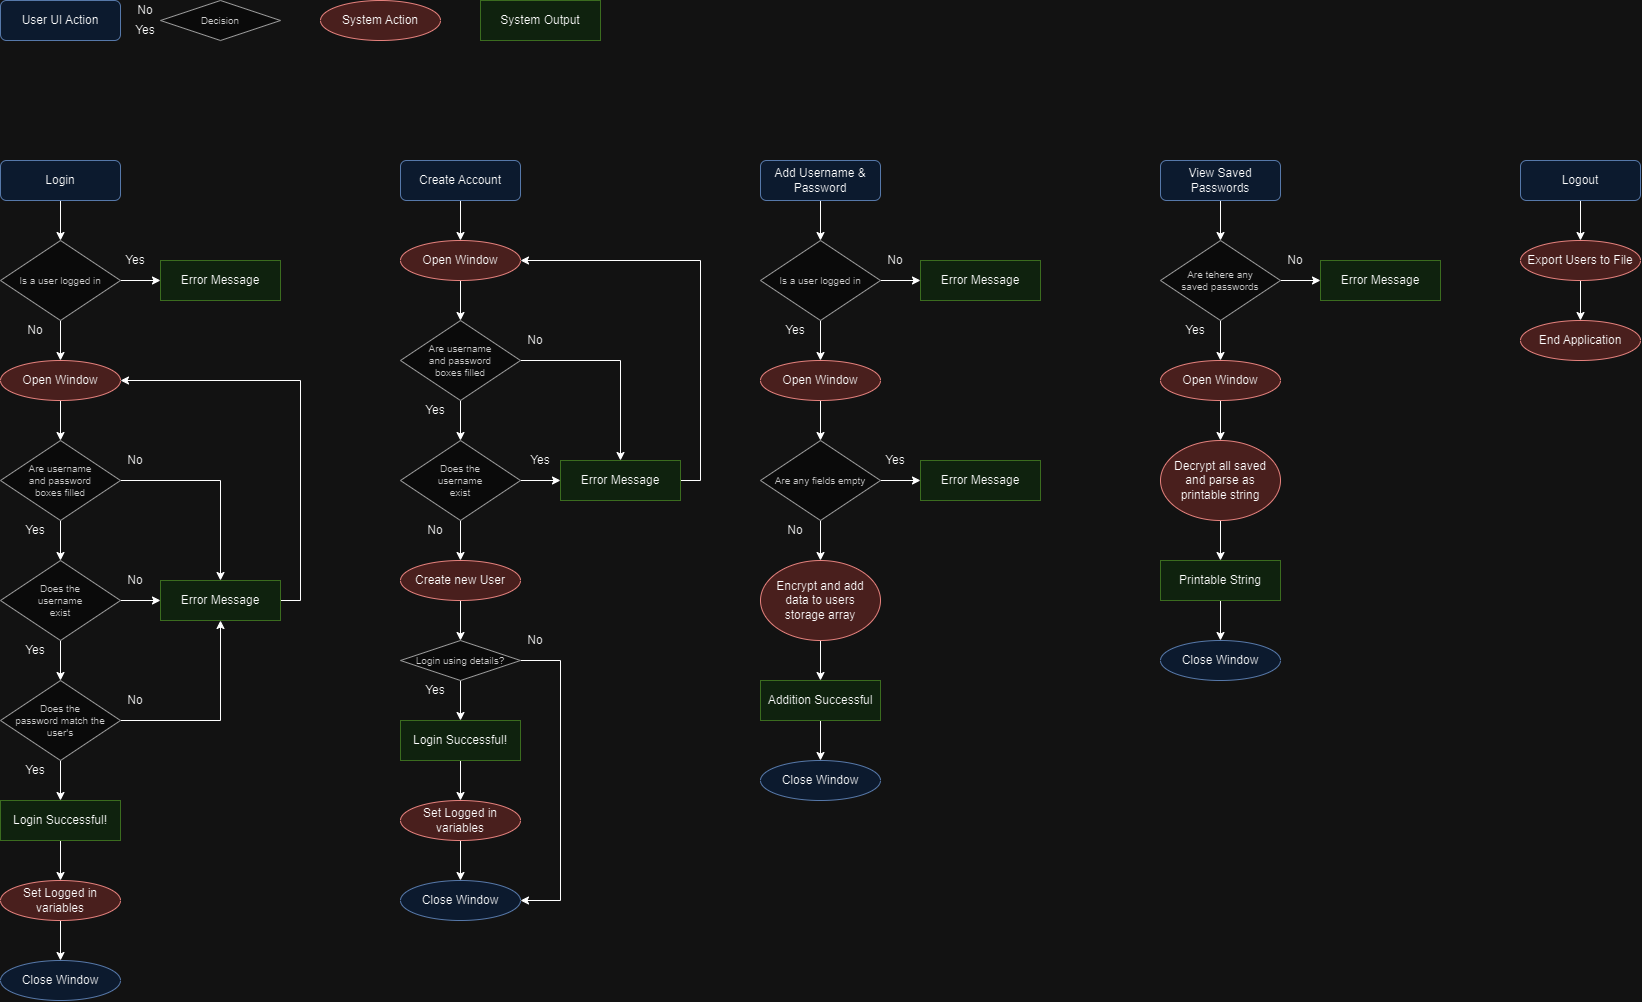 User UI Action
No
Yes
Decision
System Action
System Output
Login
Is a user logged in
Yes
Error Message
No
Open Window
Are username
and password
boxes filled
No
Yes
Does the
username
exist
No
Error Message
Yes
Does the
password match the
user's
No
Yes
Login Successful!
Set Logged in
variables
Close Window
Create Account
Open Window
Are username
and password
boxes filled
No
Yes
Does the
username
exist
Yes
Error Message
No
Create new User
Login using details?
No
Yes
Login Successful!
Set Logged in
variables
Close Window
Add Username &
Password
Is a user logged in
No
Error Message
Yes
Open Window
Are any fields empty
Yes
Error Message
No
Encrypt and add
data to users
storage array
Addition Successful
Close Window
View Saved
Passwords
Are tehere any
saved passwords
No
Error Message
Yes
Open Window
Decrypt all saved
and parse as
printable string
Printable String
Close Window
Logout
Export Users to File
End Application